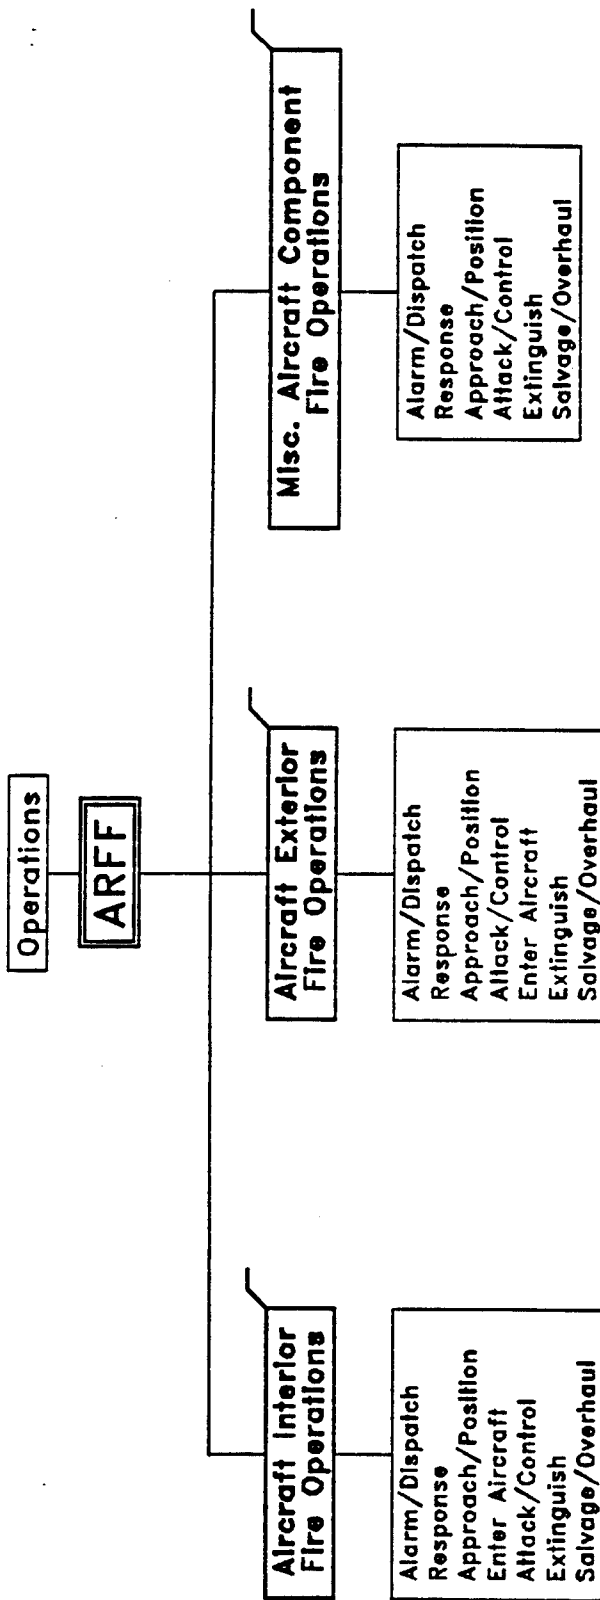 Operations
ARFF
Aircraft Interior
Fire Operations
Alarm/Dispatch
Response
Approach/Position
Enter Aircraft
Attack/Control
Extinguish
Salvage/Overhaul
Aircraft Exterior
Fire Operations
Alarm/Dispatch
Response
Approach/Position
Attack/Control
Enter Aircraft
Extinguish
Salvage/Overhaul
Misc. Aircraft Component
Fire Operations
Alarm/Dispatch
Response
Approach/Position
Attack/Control
Extinguish
Salvage/Overhaul